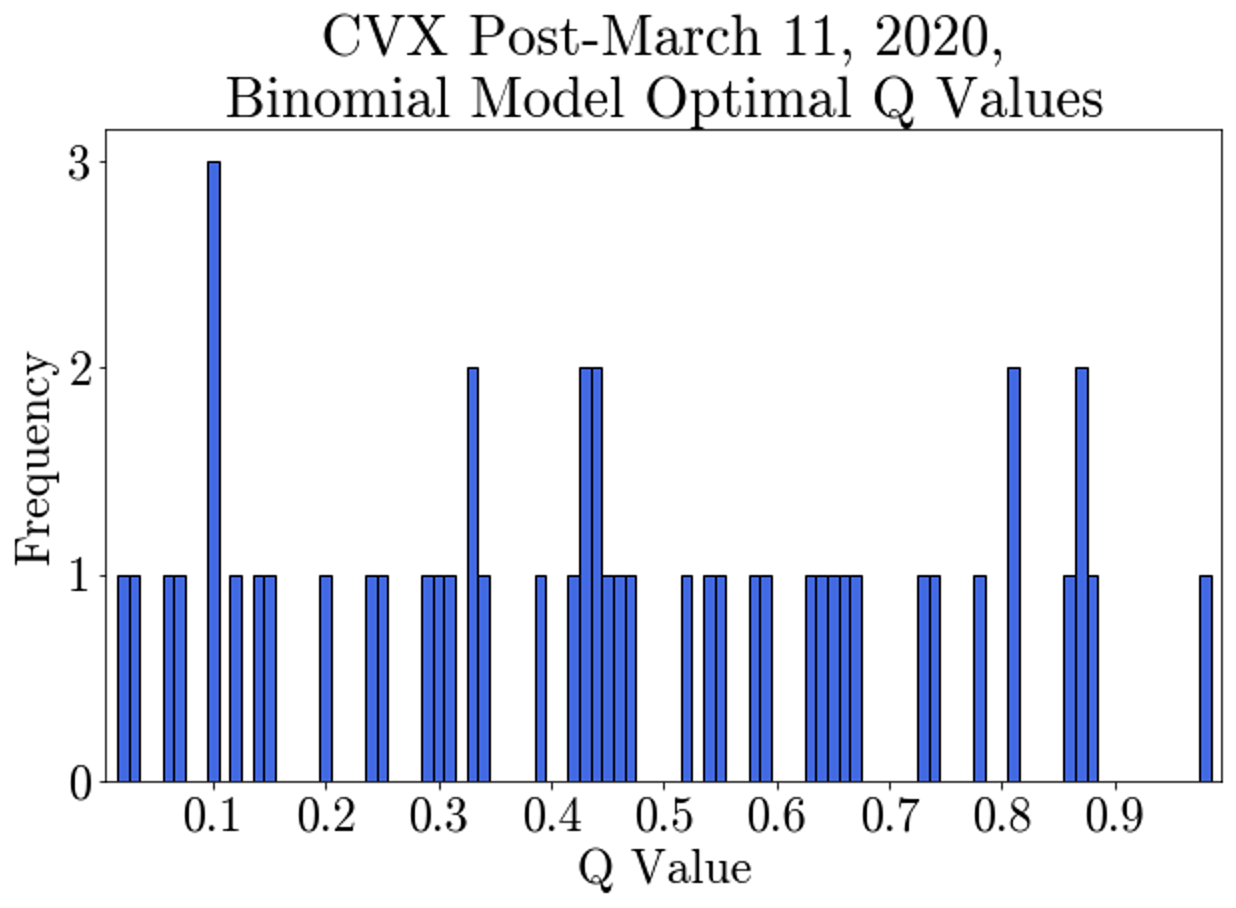 CVX Post-March 11, 2020,
Binomial Model Optimal Q Values
3
2
1
0
Frequency
0.1 0.2 0.3 0.4 0.5 0.6 0.7 0.8 0.9
Q Value